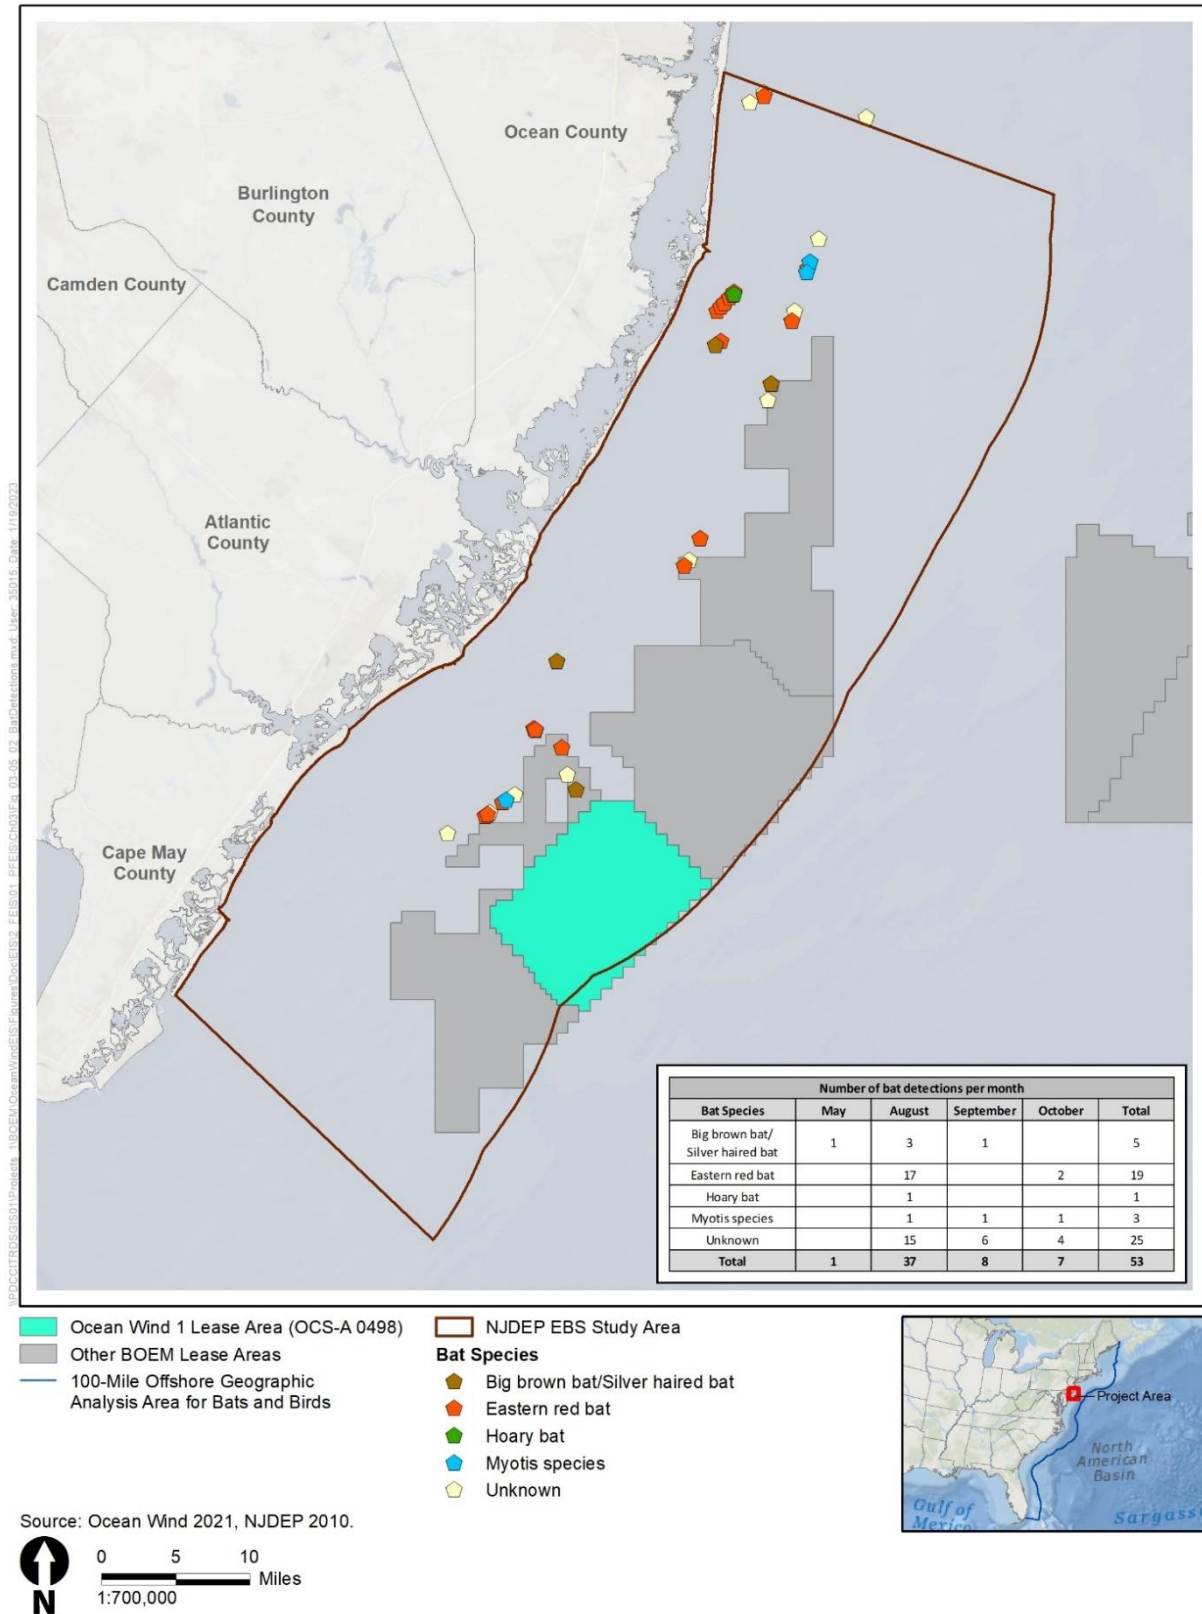 Ocean County
Burlington
County
Camden County
Atlantic
County
Cape May
County
Number of bat detections per month
Bat Species May August September October Total
Big brown bat/
Silver haired bat 1 3 1 5
Eastern red bat 17 2 19
Hoary bat 1 1
Myotis species 1 1 1 3
Unknown 15 6 4 25
Total 1 37 8 7 53
Ocean Wind 1 Lease Area (OCS-A 0498)
Other BOEM Lease Areas
100-Mile Offshore Geographic
Analysis Area for Bats and Birds
NJDEP EBS Study Area
Bat Species
Big brown bat/Silver haired bat
Eastern red bat
Hoary bat
Myotis species
Unknown
Project Area
North
American
Basin
Gulf of
Mexico
Sargass
Source: Ocean Wind 2021, NJDEP 2010.
N
0 5 10
Miles
1:700,000